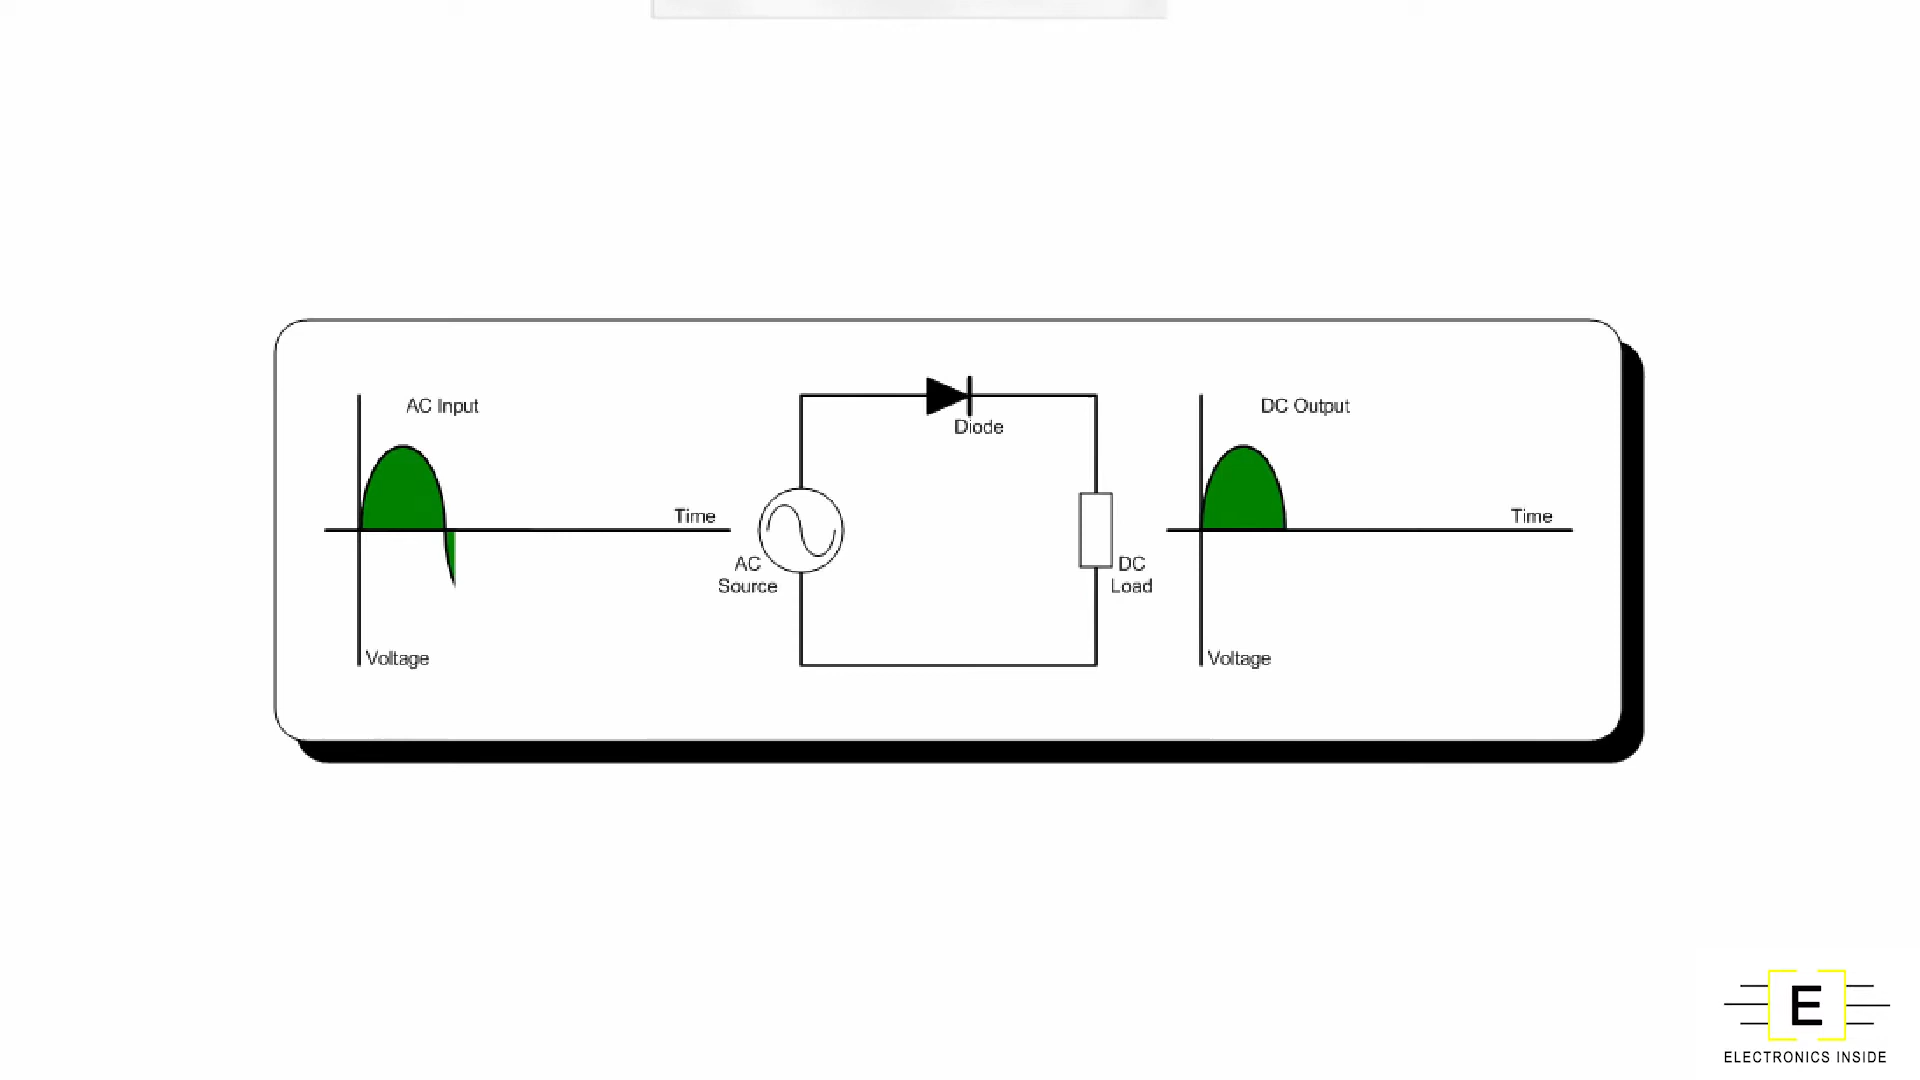 AC Input
Time
Voltage
Diode
AC
Source
DC
Load
DC Output
Time
Voltage
E
ELECTRONICS INSIDE